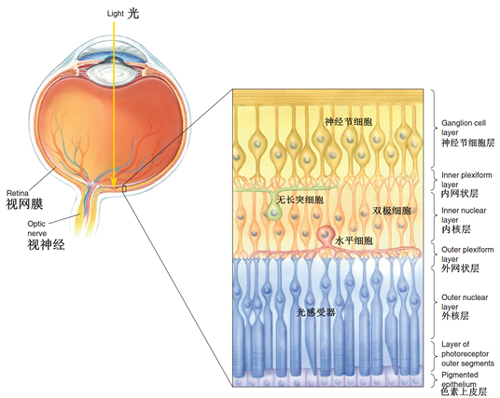 Light 光
Retina
视网膜
Optic
nerve
视神经
神经节细胞
无长突细胞
双极细胞
水平细胞
光感受器
Ganglion cell
layer
神经节细胞层
Inner plexiform
layer
内网状层
Inner nuclear
layer
内核层
Outer plexiform
layer
外网状层
Outer nuclear
layer
外核层
Layer of
photoreceptor
outer segments
Pigmented
epithelium
色素上皮层